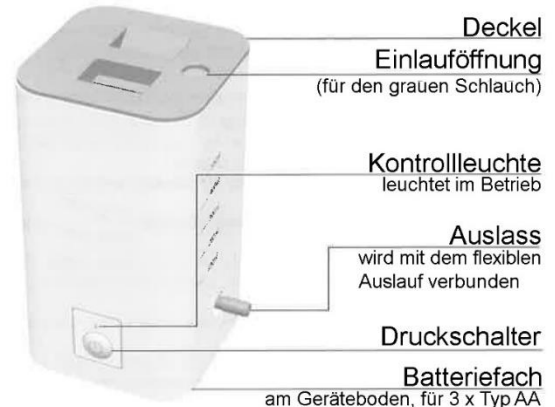 Deckel
Einlauföffnung
(für den grauen Schlauch)
Kontrollleuchte
leuchtet im Betrieb
Auslass
wird mit dem flexiblen
Auslauf verbunden
Druckschalter
Batteriefach
am Geräteboden, für 3 x Typ AA